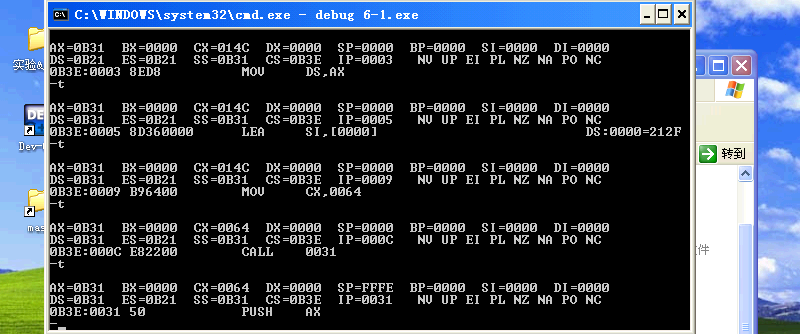 C:\WINDOWS\system32\cmd.exe - debug 6-1.exe
AX=0B31  BX=0000  CX=014C  DX=0000  SP=0000  BP=0000  SI=0000  DI=0000
DS=0B21  ES=0B21  SS=0B31  CS=0B3E  IP=0003   NV UP EI PL NZ NA PO NC
0B3E:0003 8ED8          MOV     DS,AX
-t
AX=0B31  BX=0000  CX=014C  DX=0000  SP=0000  BP=0000  SI=0000  DI=0000
DS=0B31  ES=0B21  SS=0B31  CS=0B3E  IP=0005   NV UP EI PL NZ NA PO NC
0B3E:0005 8D360000      LEA     SI,[0000]                          DS:0000=212F
-t
AX=0B31  BX=0000  CX=014C  DX=0000  SP=0000  BP=0000  SI=0000  DI=0000
DS=0B31  ES=0B21  SS=0B31  CS=0B3E  IP=0009   NV UP EI PL NZ NA PO NC
0B3E:0009 B96400        MOV     CX,0064
-t
AX=0B31  BX=0000  CX=0064  DX=0000  SP=0000  BP=0000  SI=0000  DI=0000
DS=0B31  ES=0B21  SS=0B31  CS=0B3E  IP=000C   NV UP EI PL NZ NA PO NC
0B3E:000C E82200        CALL    0031
-t
AX=0B31  BX=0000  CX=0064  DX=0000  SP=FFFE  BP=0000  SI=0000  DI=0000
DS=0B31  ES=0B21  SS=0B31  CS=0B3E  IP=0031   NV UP EI PL NZ NA PO NC
0B3E:0031 50            PUSH    AX
-
实验&
DE
Dev-
mas
转到
件